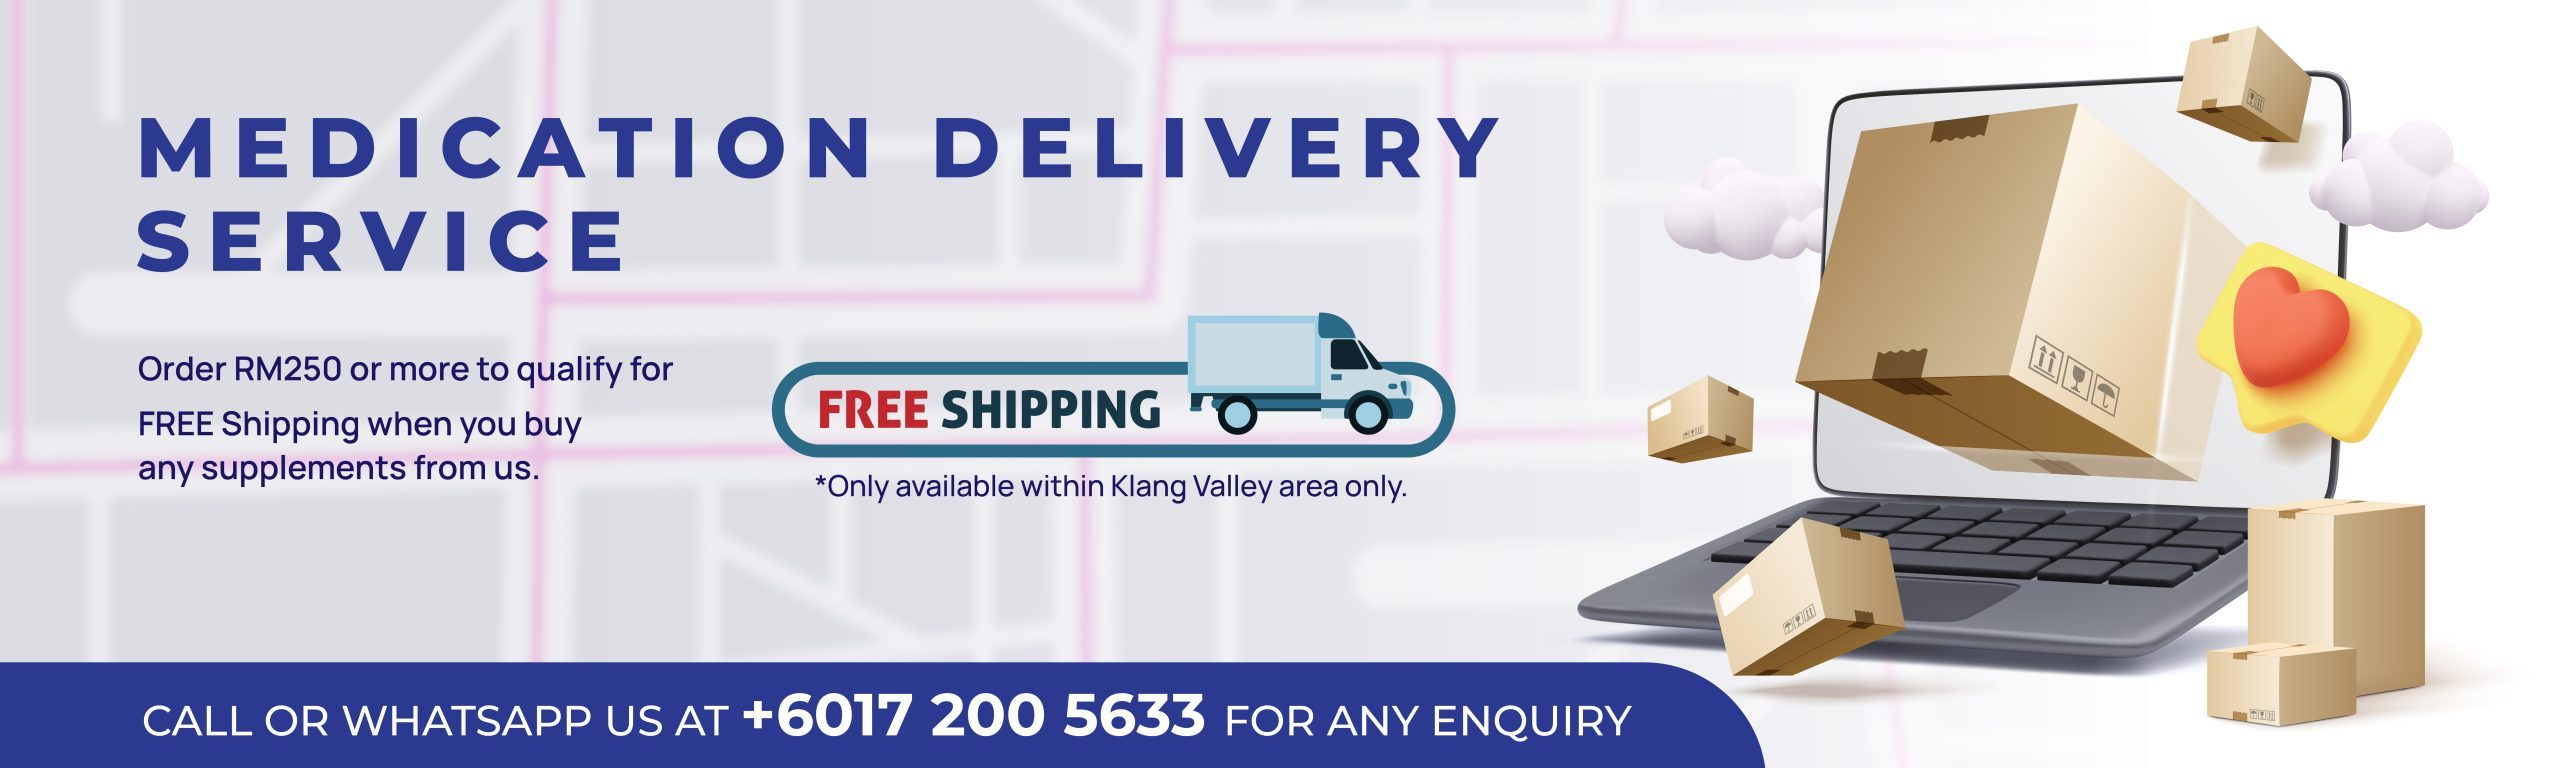 MEDICATION DELIVERY
SERVICE
Order RM250 or more to qualify for
FREE Shipping when you buy
any supplements from us.
FREE SHIPPING
*Only available within Klang Valley area only.
CALL OR WHATSAPP US AT +6017 200 5633 FOR ANY ENQUIRY